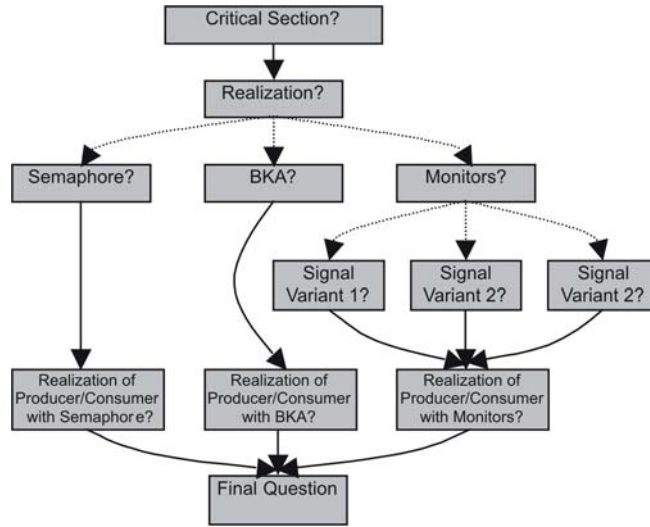 Critical Section?
Realization?
Semaphore?
BKA?
Monitors?
Signal
Variant 1?
Signal
Variant 2?
Signal
Variant 2?
Realization of
Producer/Consumer
with Semaphore?
Realization of
Producer/Consumer
with BKA?
Realization of
Producer/Consumer
with Monitors?
Final Question